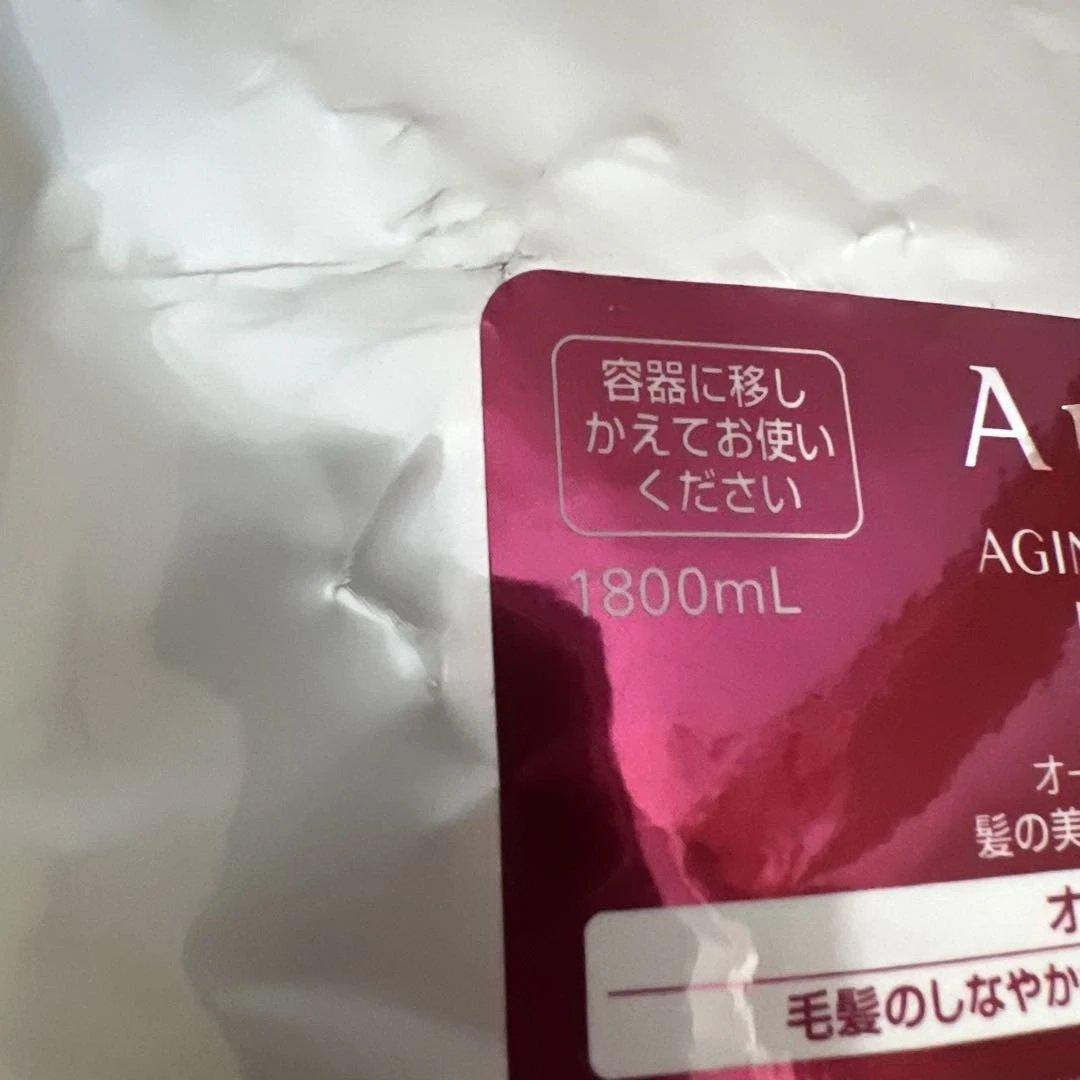 容器に移し
かえてお使い
ください
1800mL
A
AGIN
オー
髪の美
オ
毛髪のしなやか